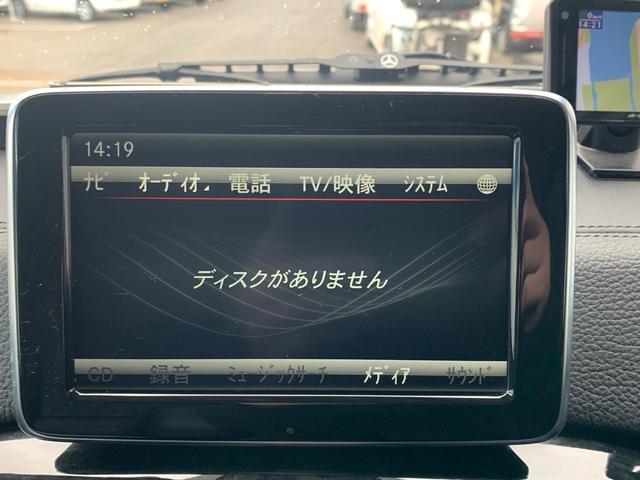 14:19
ナビ オーディオ 電話 TV/映像 システム
ディスクがありません
CD 録音 ミュージックサーチ メディア サウンド
14:21